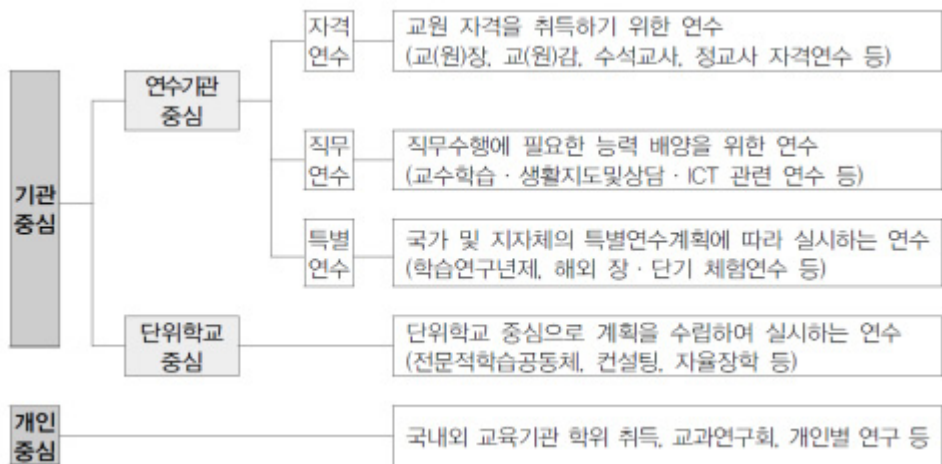 자격
연수
교원 자격을 취득하기 위한 연수
(교(원)장, 교(원)감, 수석교사, 정교사 자격연수 등)
연수기관
중심
직무
연수
직무수행에 필요한 능력 배양을 위한 연수
(교수학습 · 생활지도및상담 · ICT 관련 연수 등)
기관
중심
특별
연수
국가 및 지자체의 특별연수계획에 따라 실시하는 연수
(학습연구년제, 해외 장 · 단기 체험연수 등)
단위학교
중심
단위학교 중심으로 계획을 수립하여 실시하는 연수
(전문적학습공동체, 컨설팅, 자율장학 등)
개인
중심
국내외 교육기관 학위 취득, 교과연구회, 개인별 연구 등